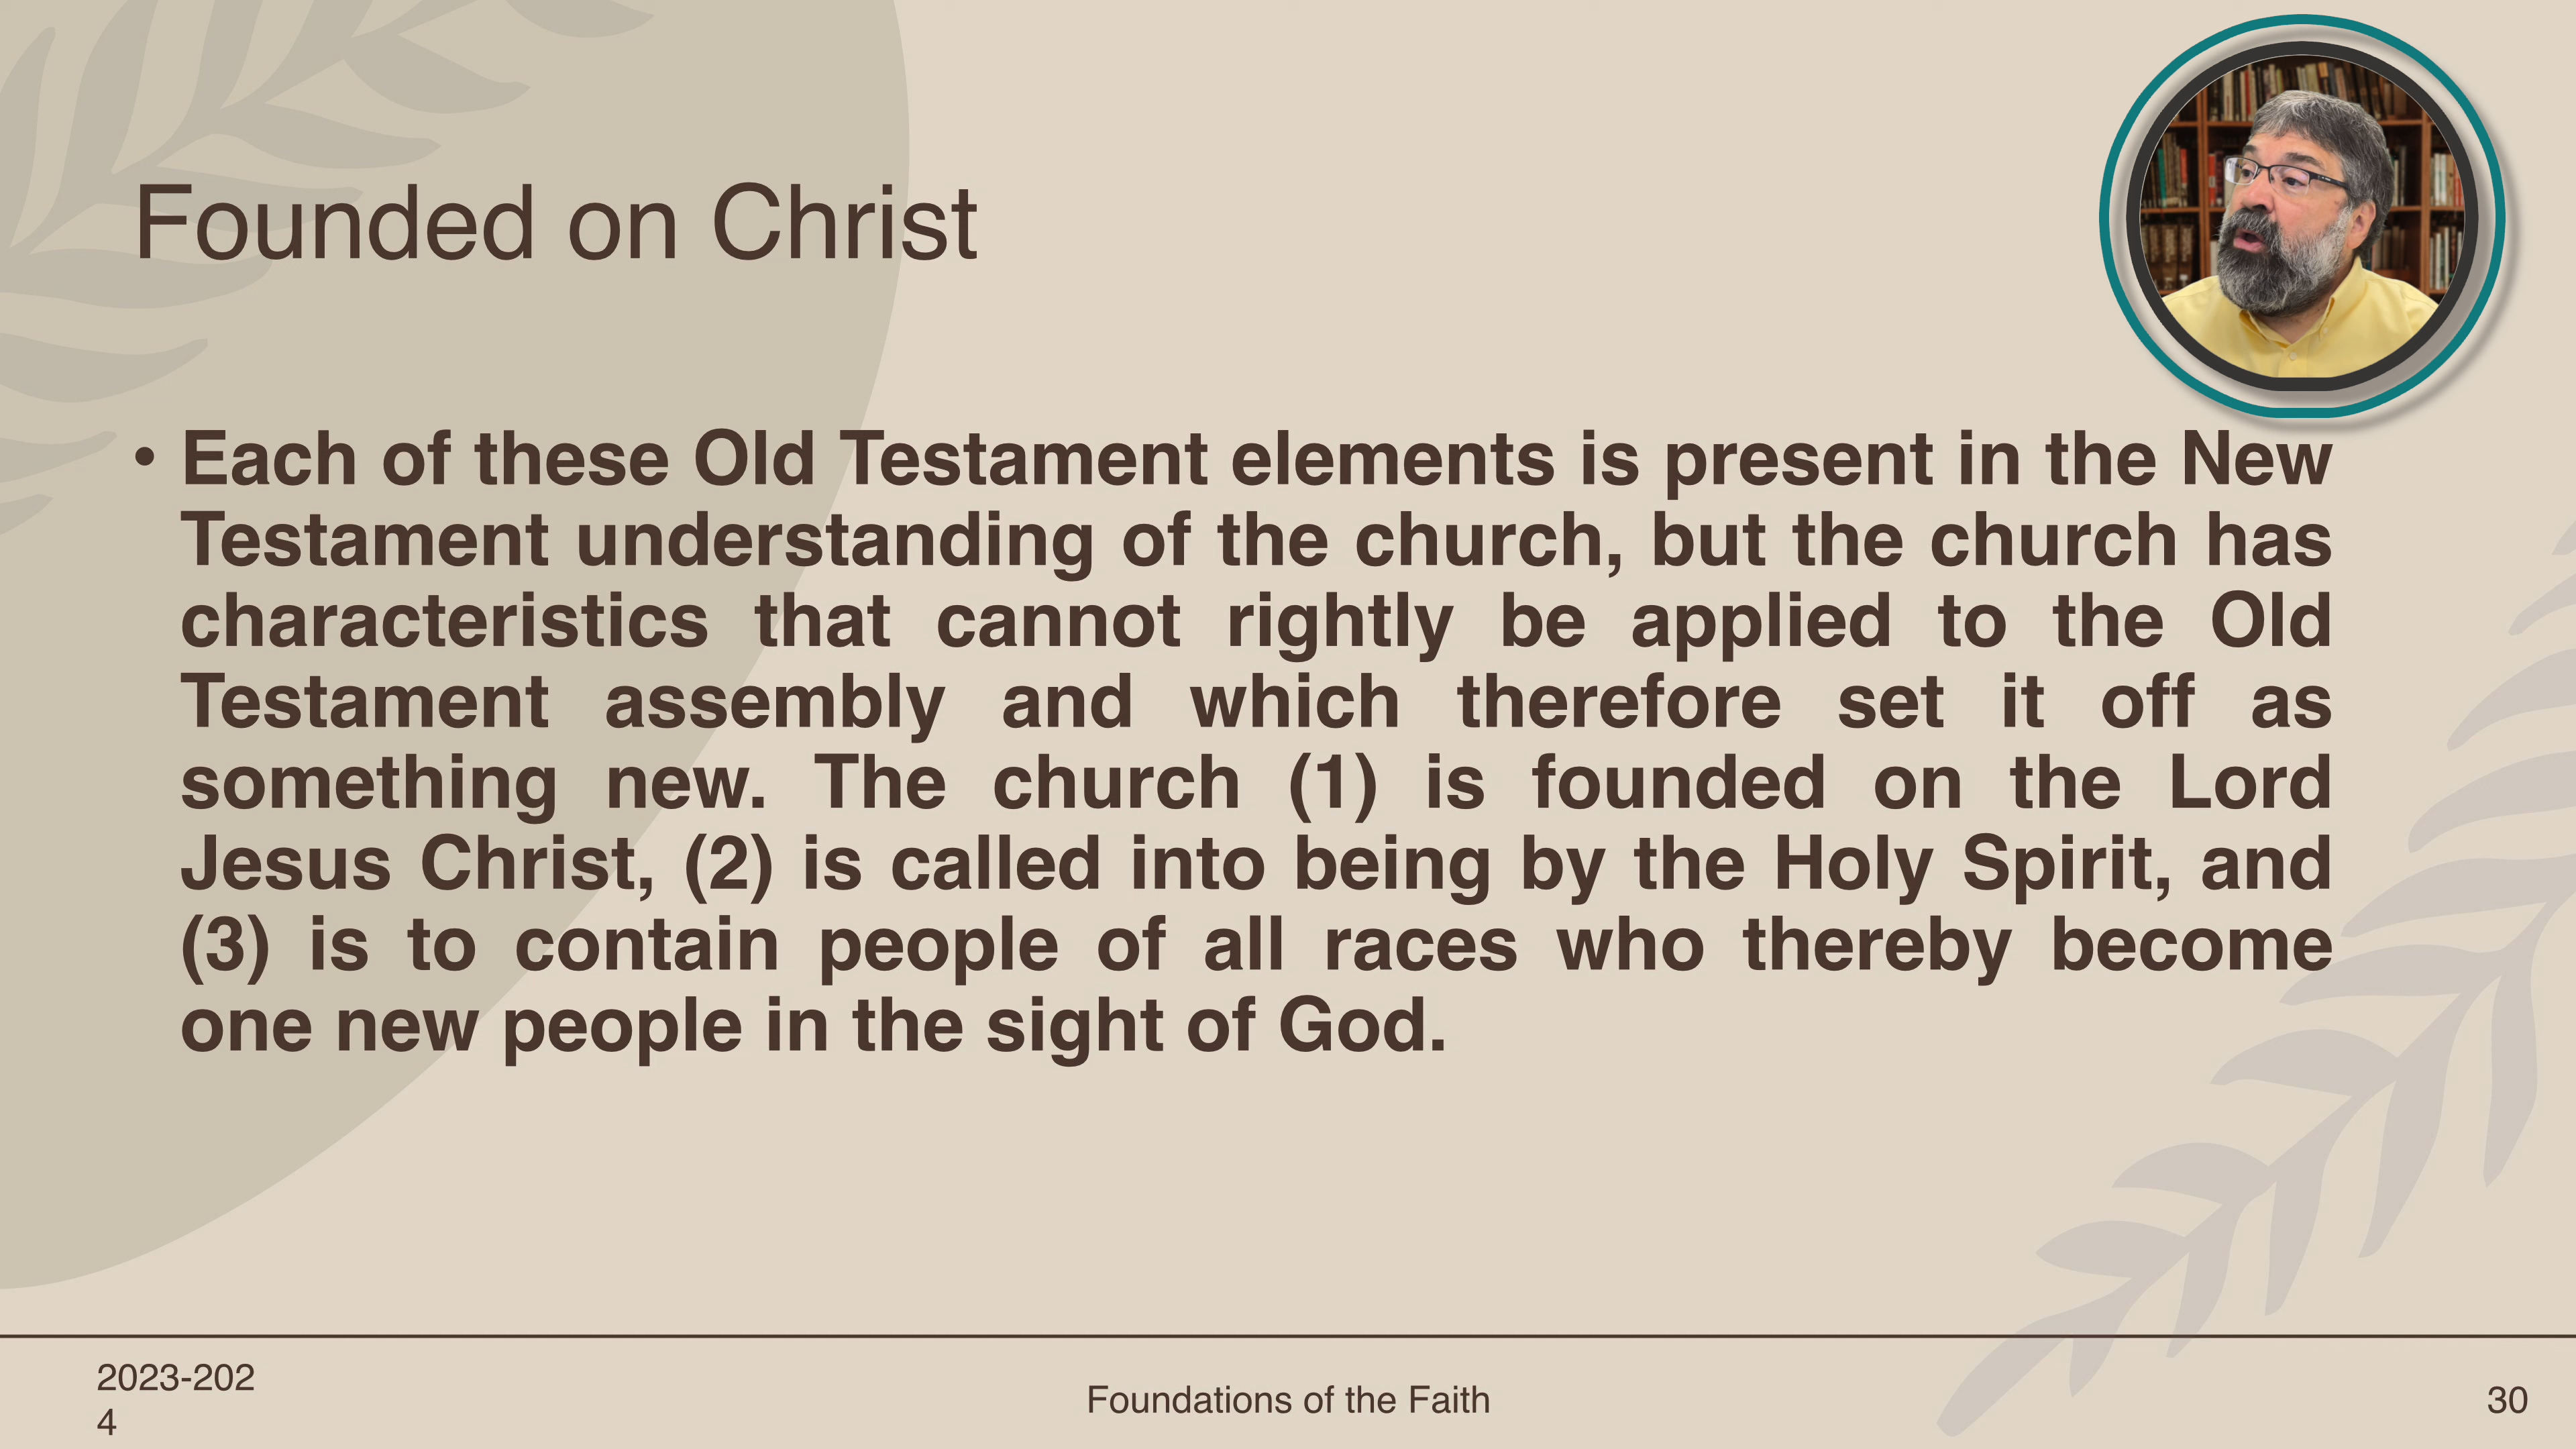 Founded on Christ
• Each of these Old Testament elements is present in the New
Testament understanding of the church, but the church has
characteristics that cannot rightly be applied to the Old
Testament assembly and which therefore set it off as
something new. The church (1) is founded on the Lord
Jesus Christ, (2) is called into being by the Holy Spirit, and
(3) is to contain people of all races who thereby become
one new people in the sight of God.
2023-202
4
Foundations of the Faith
30